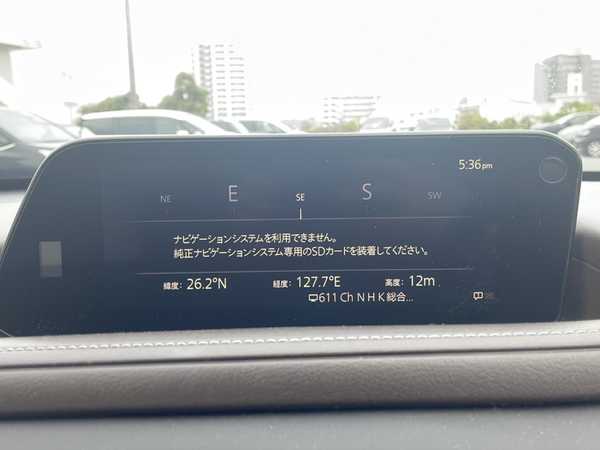 5:36pm
NE E SE S SW
ナビゲーションシステムを利用できません。
純正ナビゲーションシステム専用のSDカードを装着してください。
緯度: 26.2°N 経度: 127.7°E 高度: 12m
611 Ch ＮＨＫ総合...